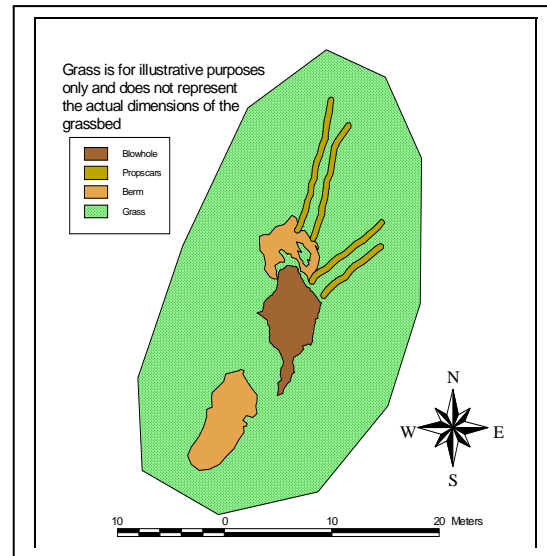 Grass is for illustrative purposes
only and does not represent
the actual dimensions of the
grassbed
Blowhole
Propscars
Berm
Grass
N
W E
S
10 0 10 20 Meters